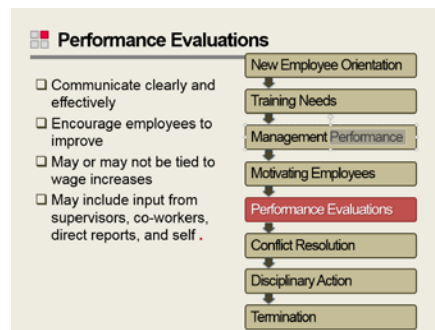 Performance Evaluations
Communicate clearly and
effectively
Encourage employees to
improve
May or may not be tied to
wage increases
May include input from
supervisors, co-workers,
direct reports, and self .
New Employee Orientation
Training Needs
Management Performance
Motivating Employees
Performance Evaluations
Conflict Resolution
Disciplinary Action
Termination